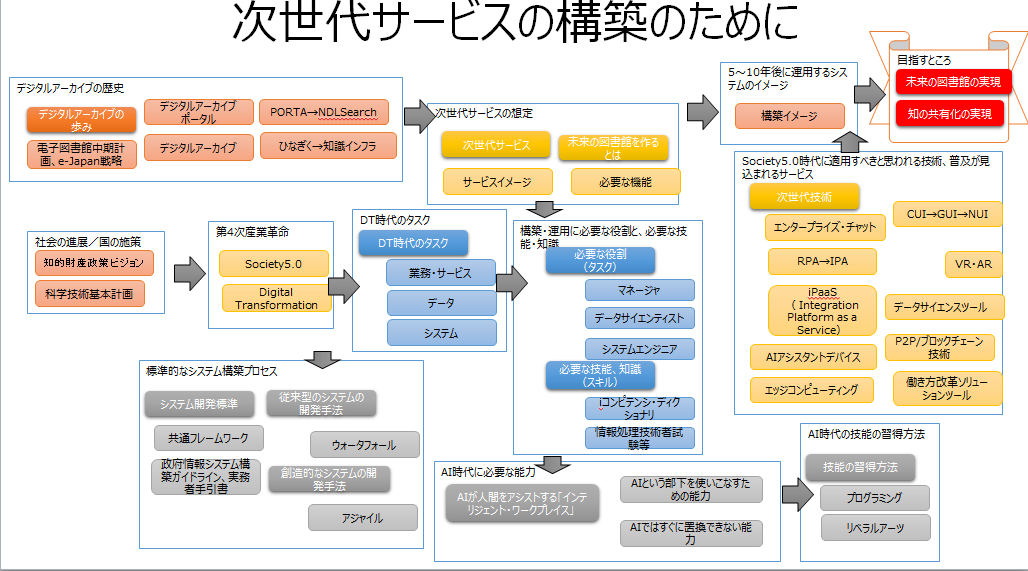 次世代サービスの構築のために
デジタルアーカイブの歴史
デジタルアーカイブの
歩み
デジタルアーカイブ
ポータル
PORTA→NDLSearch
電子図書館中期計
画、e-Japan戦略
デジタルアーカイブ
ひなぎく→知識インフラ
次世代サービスの想定
次世代サービス
未来の図書館を作る
とは
サービスイメージ
必要な機能
5～10年後に運用するシス
テムのイメージ
構築イメージ
目指すところ
未来の図書館の実現
知の共有化の実現
社会の進展／国の施策
知的財産政策ビジョン
科学技術基本計画
第4次産業革命
Society5.0
Digital
Transformation
DT時代のタスク
DT時代のタスク
業務・サービス
データ
システム
構築・運用に必要な役割と、必要な技
能・知識
必要な役割
（タスク）
マネージャ
データサイエンティスト
システムエンジニア
必要な技能、知識
（スキル）
iコンピテンシ・ディク
ショナリ
情報処理技術者試
験等
Society5.0時代に適用すべきと思われる技術、普及が見
込まれるサービス
次世代技術
CUI→GUI→NUI
エンタープライズ・チャット
RPA→IPA
VR・AR
iPaaS
（ Integration
Platform as a
Service）
データサイエンスツール
AIアシスタントデバイス
P2P/ブロックチェーン
技術
エッジコンピューティング
働き方改革ソリュー
ションツール
標準的なシステム構築プロセス
システム開発標準
従来型のシステムの
開発手法
共通フレームワーク
ウォータフォール
政府情報システム構
築ガイドライン、実務
者手引書
創造的なシステムの開
発手法
アジャイル
AI時代に必要な能力
AIが人間をアシストする「インテ
リジェント・ワークプレイス」
AIという部下を使いこなすた
めの能力
AIではすぐに置換できない能
力
AI時代の技能の習得方法
技能の習得方法
プログラミング
リベラルアーツ